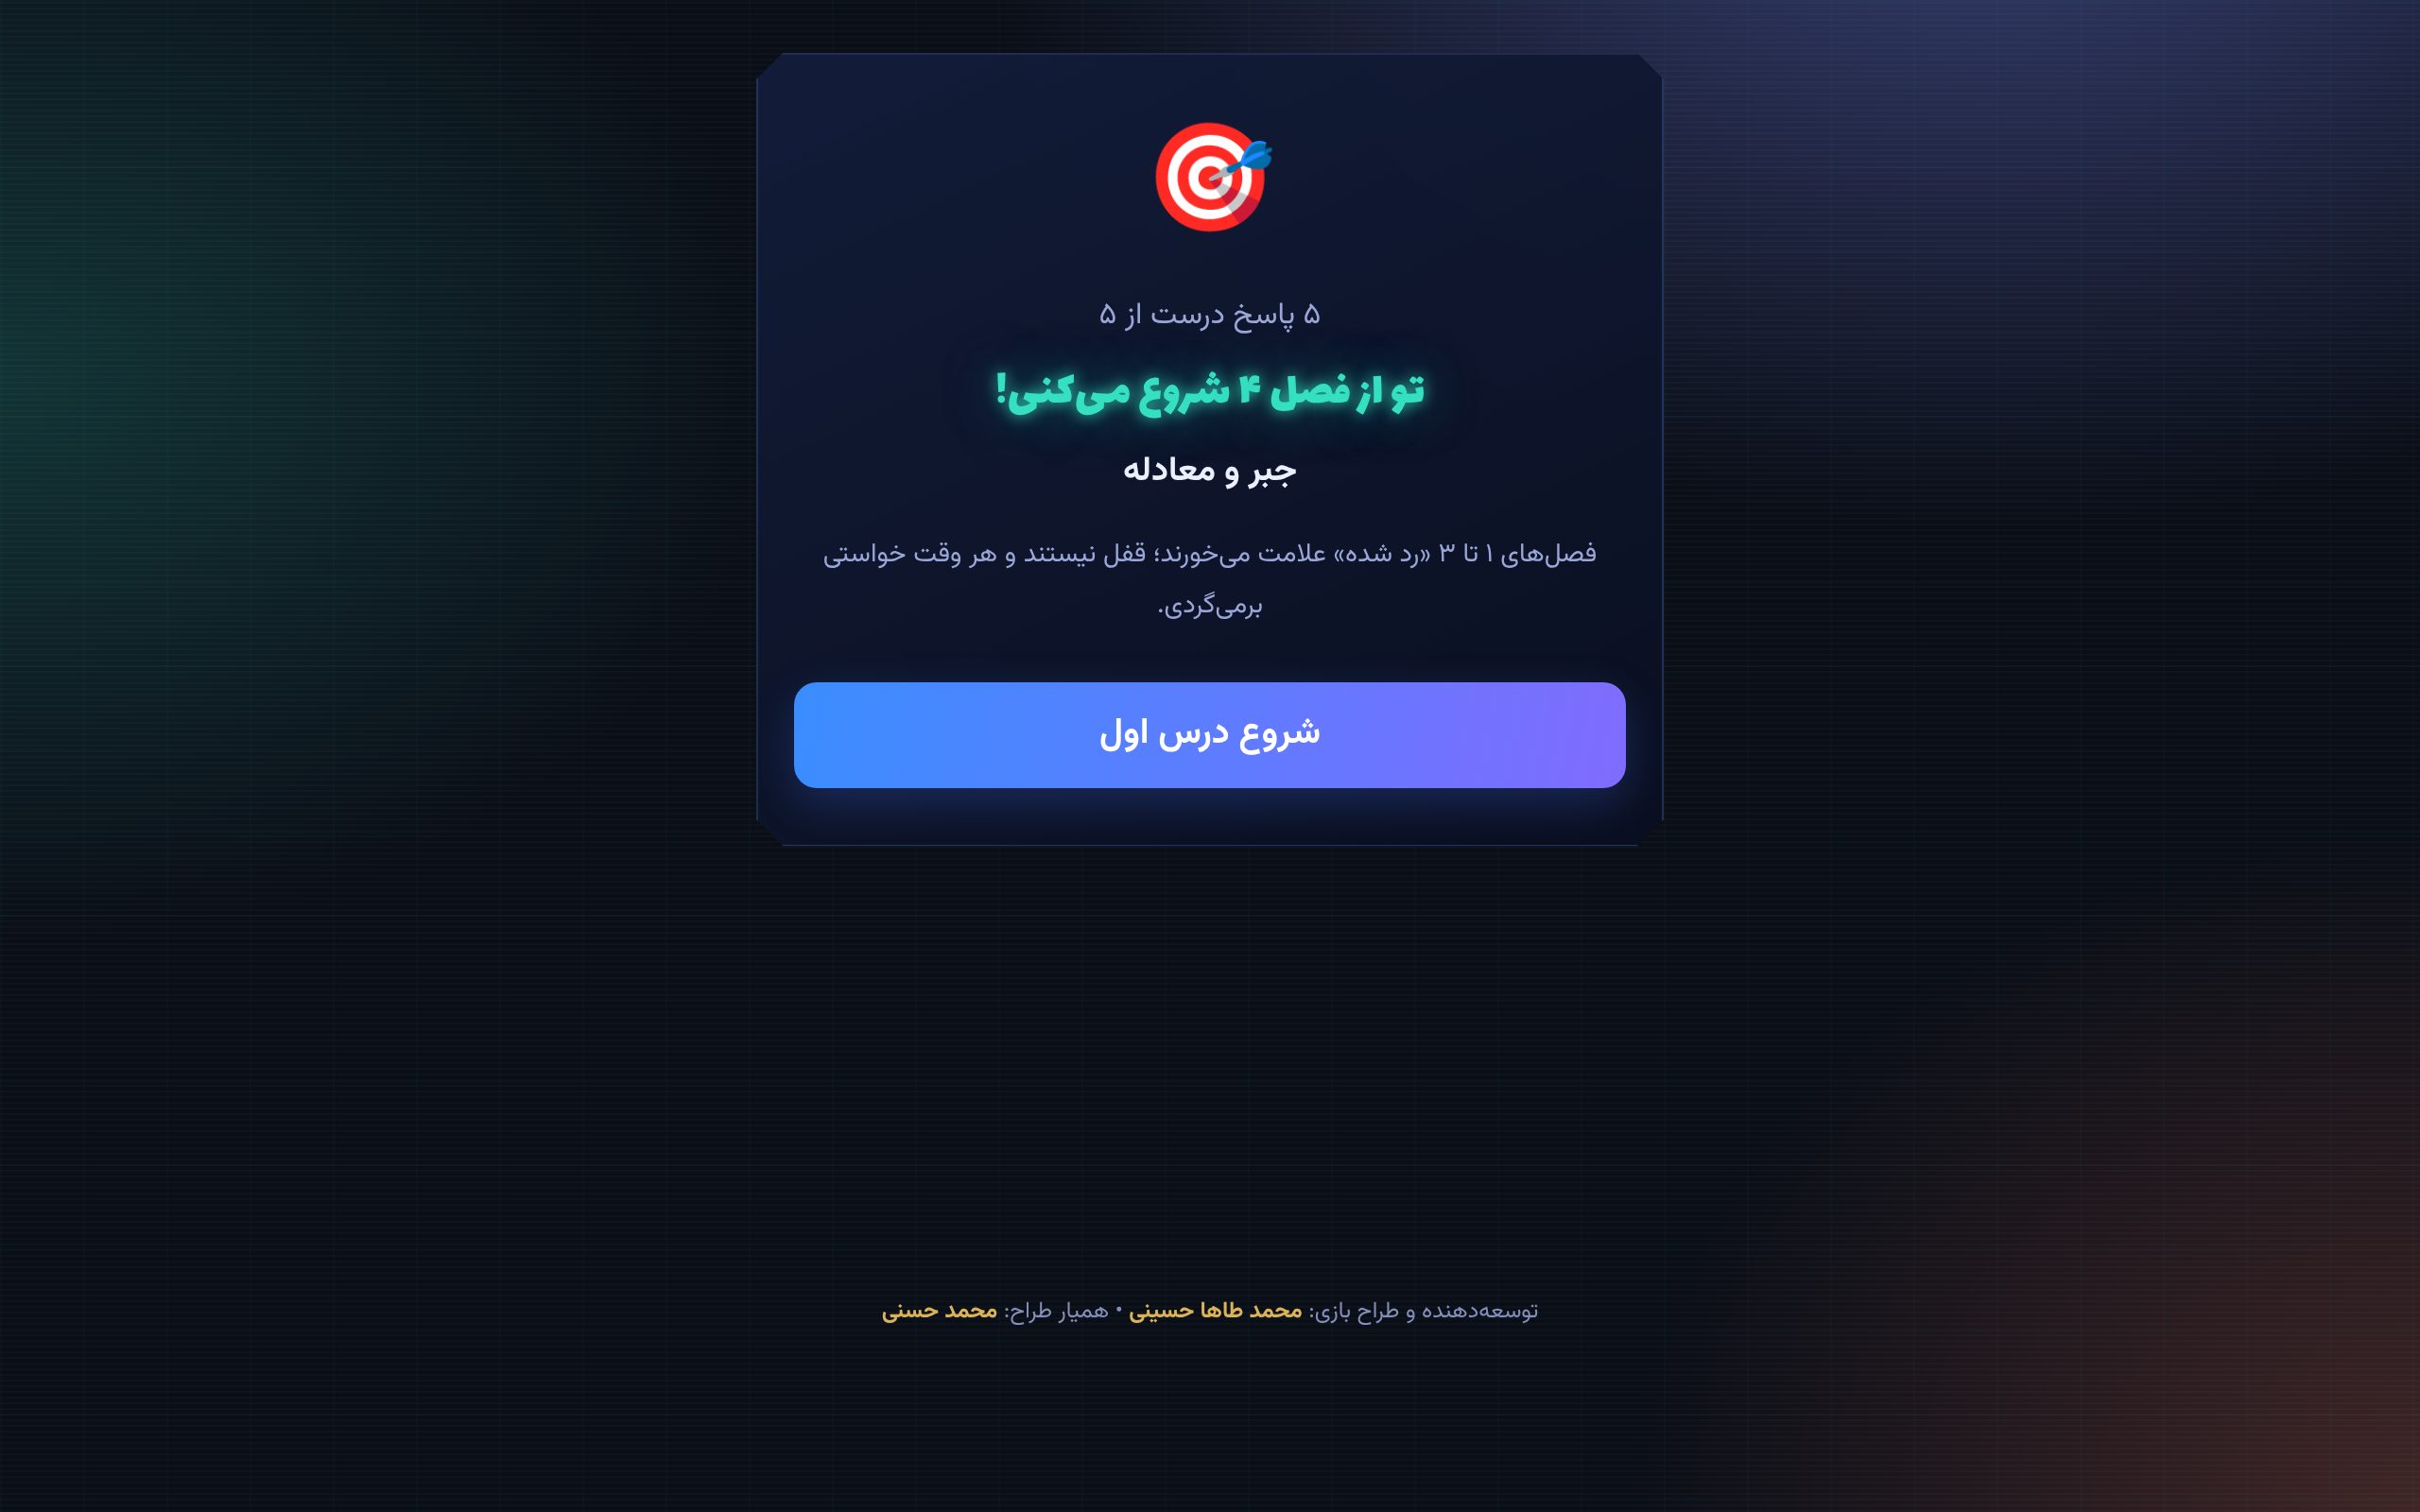 ۵ پاسخ درست از ۵
تو از فصل ۴ شروع می‌کنی!
جبر و معادله
فصل‌های ۱ تا ۳ «رد شده» علامت می‌خورند؛ قفل نیستند و هر وقت خواستی
برمی‌گردی.
شروع درس اول
توسعه‌دهنده و طراح بازی: محمد طاها حسینی • همیار طراح: محمد حسنی